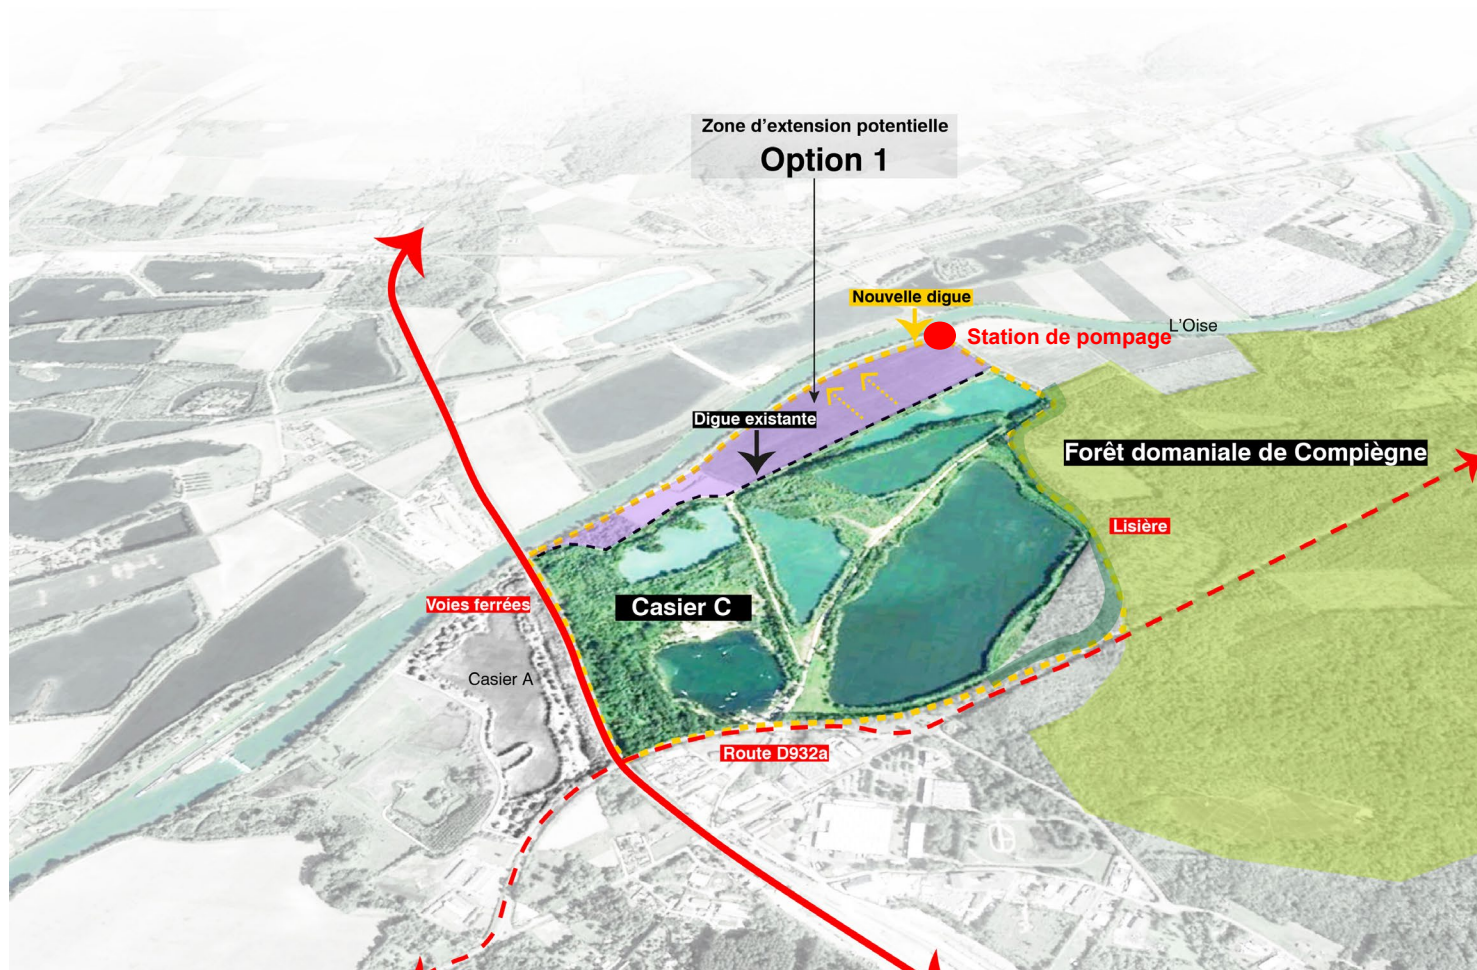 Zone d'extension potentielle
Option 1
Nouvelle digue
L'Oise
Station de pompage
Digue existante
Forêt domaniale de Compiègne
Lisière
Voies ferrées
Casier C
Casier A
Route D932a